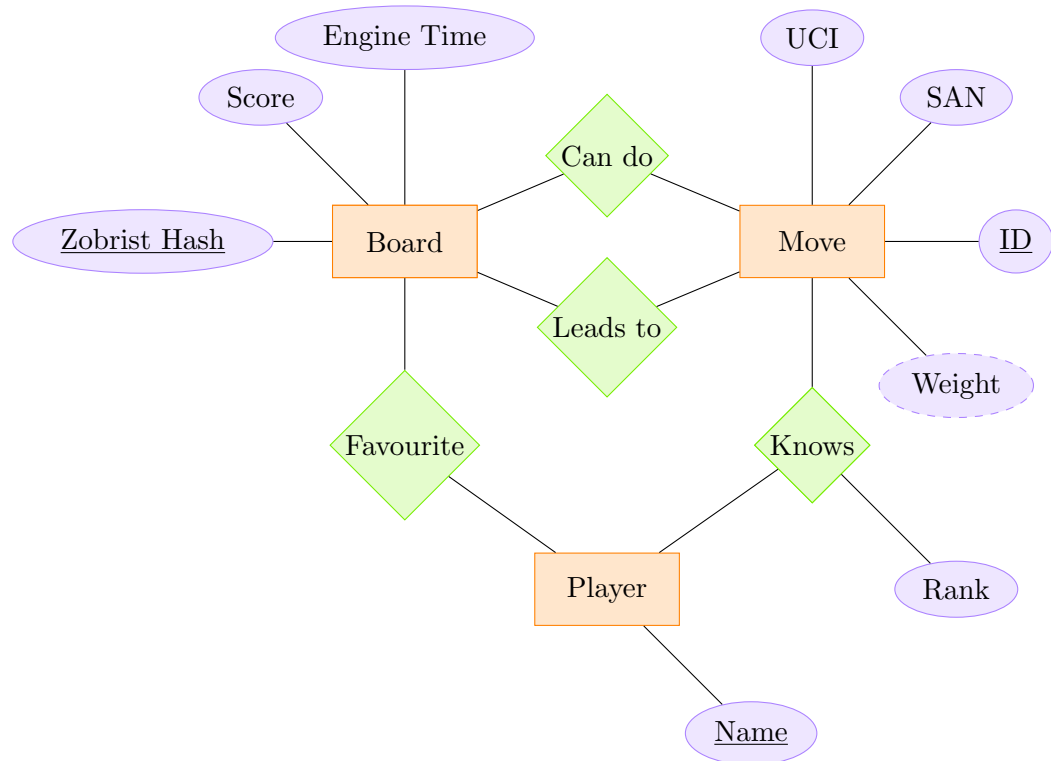 Engine Time
UCI
Score
SAN
Can do
Zobrist Hash
Board
Move
ID
Leads to
Weight
Favourite
Knows
Player
Rank
Name